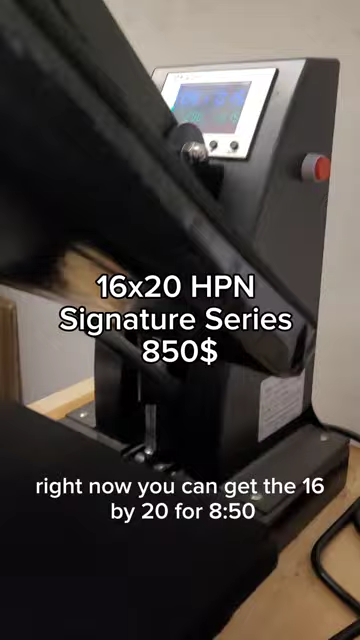 16x20 HPN
Signature Series
850$
right now you can get the 16
by 20 for 8:50